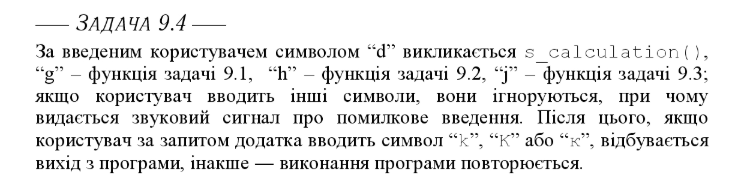 — ЗАДАЧА 9.4 —
За введеним користувачем символом “d” викликається s_calculation(),
“g” – функція задачі 9.1, “h” – функція задачі 9.2, “j” – функція задачі 9.3;
якщо користувач вводить інші символи, вони ігноруються, при чому
видається звуковий сигнал про помилкове введення. Після цього, якщо
користувач за запитом додатка вводить символ “k”, “K” або “к”, відбувається
вихід з програми, інакше — виконання програми повторюється.